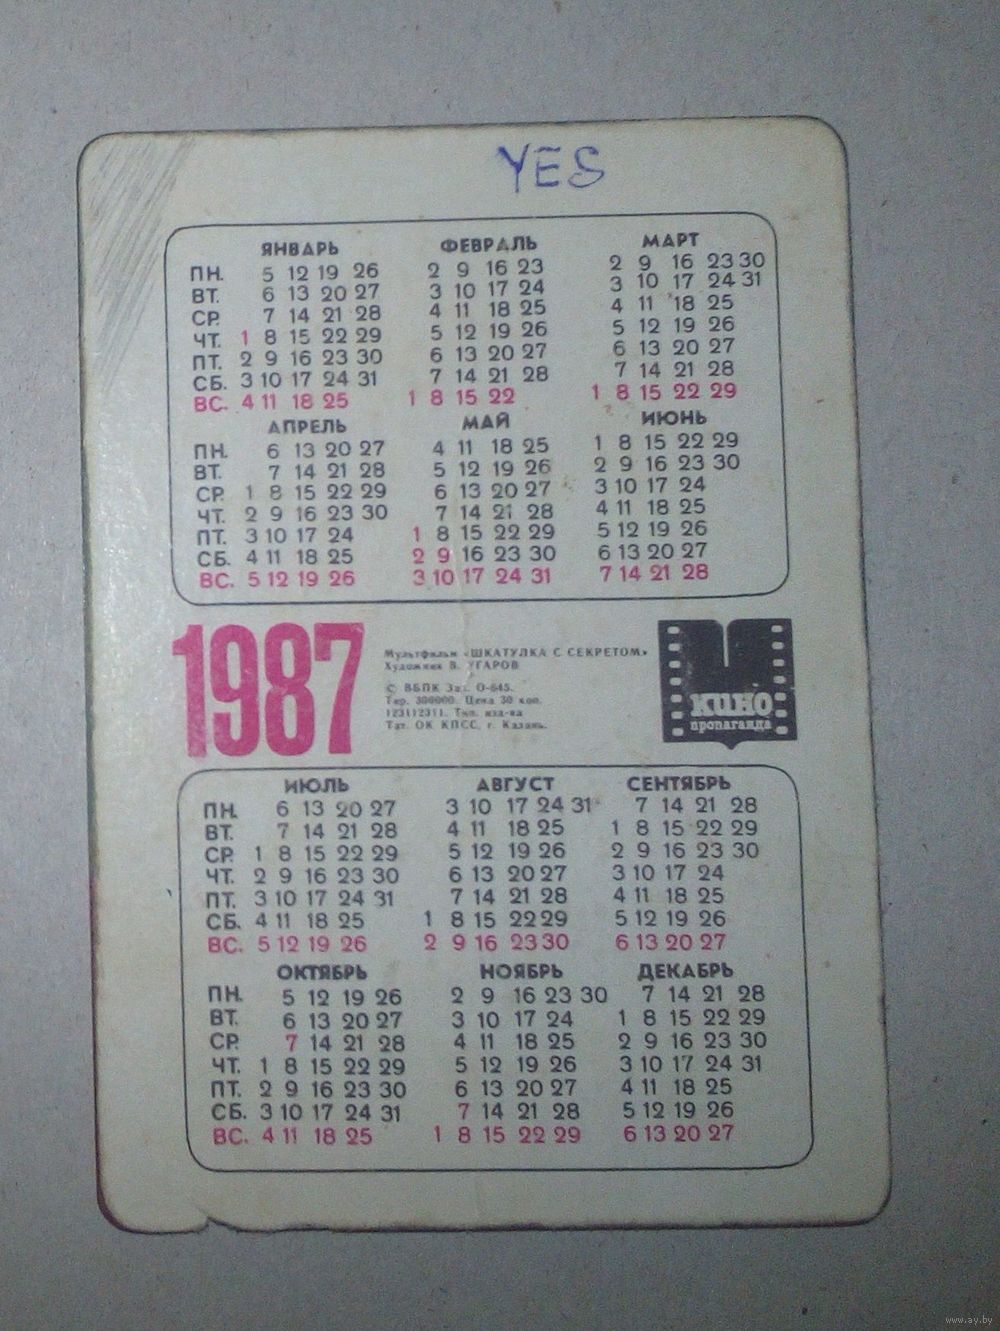 YES
ЯНВАРЬ ФЕВРАЛЬ МАРТ
ПН. 5 12 19 26 2 9 16 23 2 9 16 23 30
ВТ. 6 13 20 27 3 10 17 24 3 10 17 24 31
СР. 7 14 21 28 4 11 18 25 4 11 18 25
ЧТ. 1 8 15 22 29 5 12 19 26 5 12 19 26
ПТ. 2 9 16 23 30 6 13 20 27 6 13 20 27
СБ. 3 10 17 24 31 7 14 21 28 7 14 21 28
ВС. 4 11 18 25 1 8 15 22 1 8 15 22 29
АПРЕЛЬ МАЙ ИЮНЬ
ПН. 6 13 20 27 4 11 18 25 1 8 15 22 29
ВТ. 7 14 21 28 5 12 19 26 2 9 16 23 30
СР. 1 8 15 22 29 6 13 20 27 3 10 17 24
ЧТ. 2 9 16 23 30 7 14 21 28 4 11 18 25
ПТ. 3 10 17 24 1 8 15 22 29 5 12 19 26
СБ. 4 11 18 25 2 9 16 23 30 6 13 20 27
ВС. 5 12 19 26 3 10 17 24 31 7 14 21 28
1987
Мультфильм «ШКАТУЛКА С СЕКРЕТОМ»
Художник В. УГАРОВ
© ВБПК Зак. О-645.
Тир. 300000. Цена 30 коп.
123112311. Тип. изд-ва
Тат. ОК КПСС, г. Казань.
КИНО
пропаганда
ИЮЛЬ АВГУСТ СЕНТЯБРЬ
ПН. 6 13 20 27 3 10 17 24 31 7 14 21 28
ВТ. 7 14 21 28 4 11 18 25 1 8 15 22 29
СР. 1 8 15 22 29 5 12 19 26 2 9 16 23 30
ЧТ. 2 9 16 23 30 6 13 20 27 3 10 17 24
ПТ. 3 10 17 24 31 7 14 21 28 4 11 18 25
СБ. 4 11 18 25 1 8 15 22 29 5 12 19 26
ВС. 5 12 19 26 2 9 16 23 30 6 13 20 27
ОКТЯБРЬ НОЯБРЬ ДЕКАБРЬ
ПН. 5 12 19 26 2 9 16 23 30 7 14 21 28
ВТ. 6 13 20 27 3 10 17 24 1 8 15 22 29
СР. 7 14 21 28 4 11 18 25 2 9 16 23 30
ЧТ. 1 8 15 22 29 5 12 19 26 3 10 17 24 31
ПТ. 2 9 16 23 30 6 13 20 27 4 11 18 25
СБ. 3 10 17 24 31 7 14 21 28 5 12 19 26
ВС. 4 11 18 25 1 8 15 22 29 6 13 20 27
www.ay.by